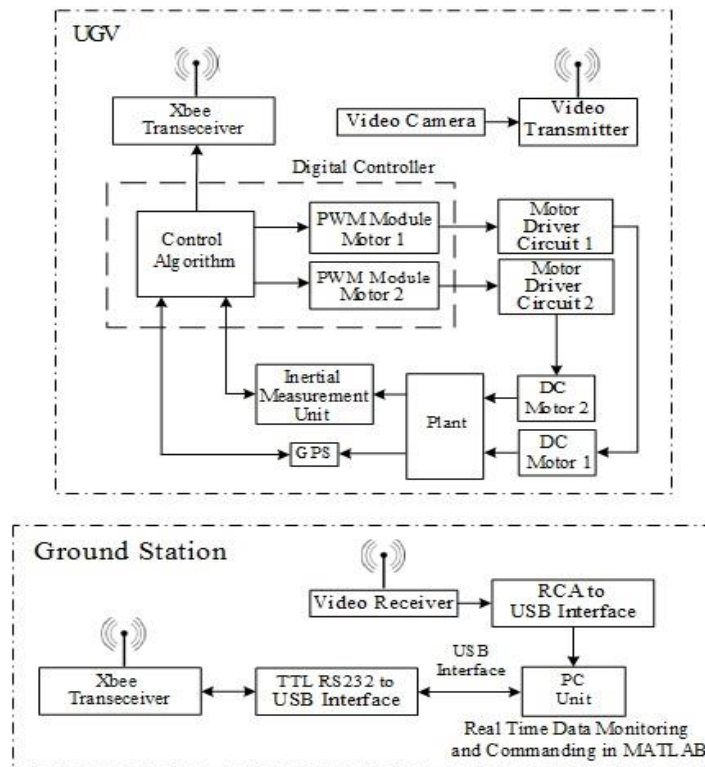 UGV
Xbee
Transeceiver
Video Camera
Video
Transmitter
Digital Controller
Control
Algorithm
PWM Module
Motor 1
PWM Module
Motor 2
Motor
Driver
Circuit 1
Motor
Driver
Circuit 2
Inertial
Measurement
Unit
GPS
Plant
DC
Motor 2
DC
Motor 1
Ground Station
Video Receiver
RCA to
USB Interface
Xbee
Transeceiver
TTL RS232 to
USB Interface
USB
Interface
PC
Unit
Real Time Data Monitoring
and Commanding in MATLAB